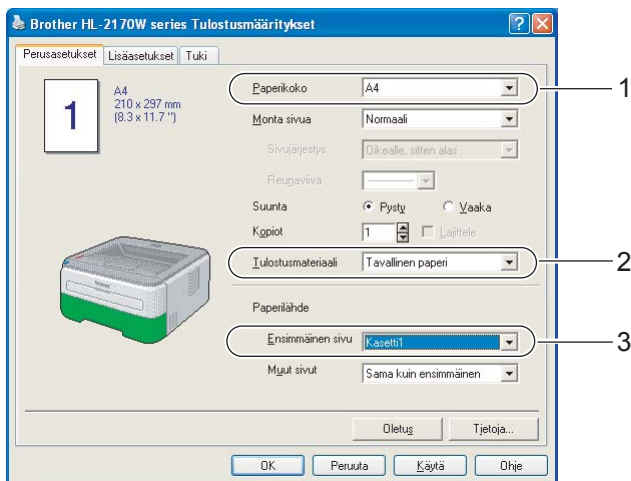 Brother HL-2170W series Tulostusmääritykset
Perusasetukset Lisäasetukset Tuki
1
A4
210 x 297 mm
(8.3 x 11.7 ")
Paperikoko A4 1
Monta sivua Normaali
Sivujärjestys Oikealle, sitten alas
Reunaviiva
Suunta Pysty Vaaka
Kopiot 1 Lajittele
Tulostusmateriaali Tavallinen paperi 2
Paperilähde
Ensimmäinen sivu Kasetti1 3
Muut sivut Sama kuin ensimmäinen
Oletus Tietoja...
OK Peruuta Käytä Ohje